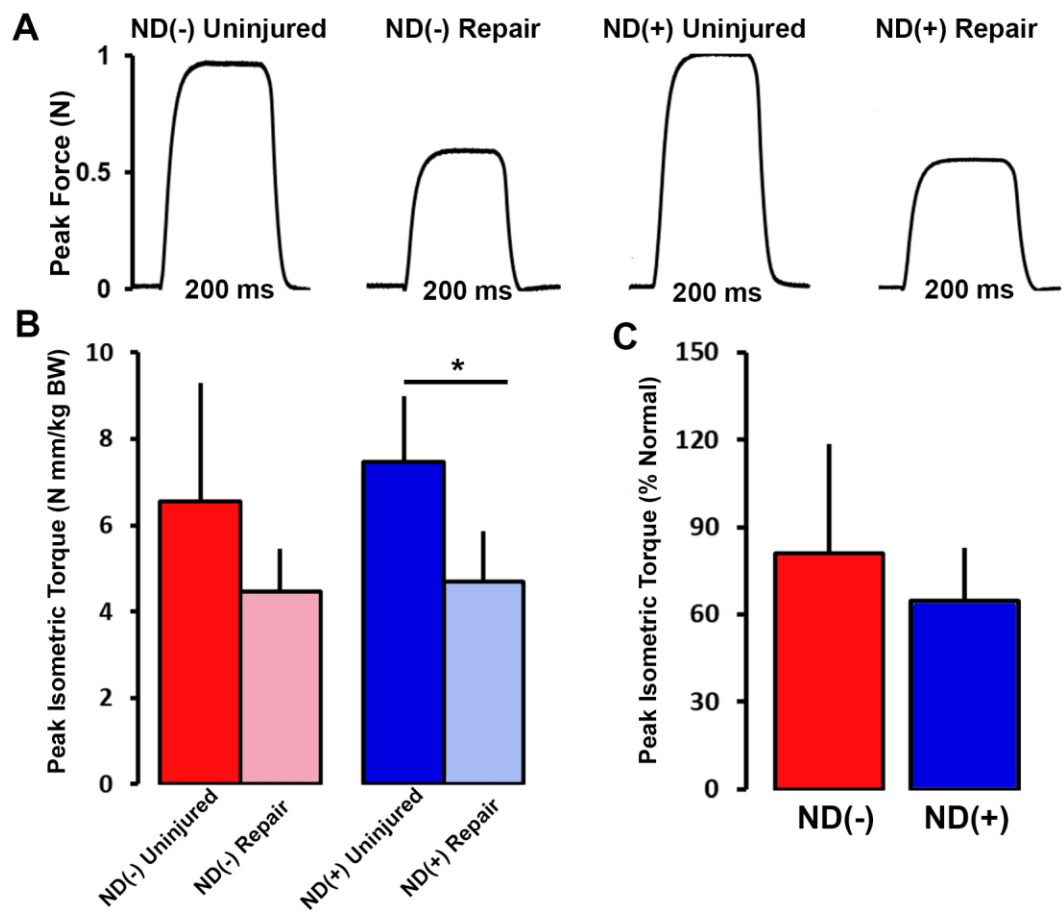 A
ND(-) Uninjured
ND(-) Repair
ND(+) Uninjured
ND(+) Repair
Peak Force (N)
1
0.5
0
200 ms
200 ms
200 ms
200 ms
B
Peak Isometric Torque (N mm/kg BW)
10
8
6
4
2
0
*
ND(-) Uninjured
ND(-) Repair
ND(+) Uninjured
ND(+) Repair
C
Peak Isometric Torque (% Normal)
150
120
90
60
30
0
ND(-)
ND(+)